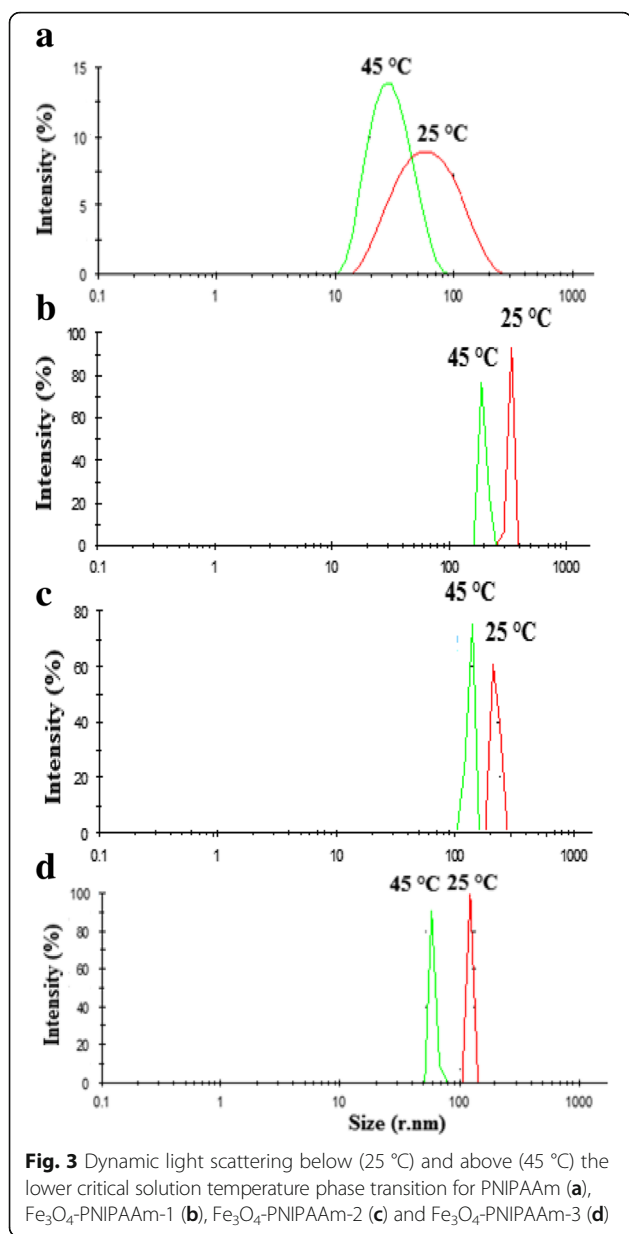 a
45 °C
25 °C
Intensity (%)
15
10
5
0
0.1 1 10 100 1000
b
25 °C
45 °C
Intensity (%)
100
80
60
40
20
0
0.1 1 10 100 1000
c
45 °C
25 °C
Intensity (%)
80
60
40
20
0
0.1 1 10 100 1000
d
45 °C 25 °C
Intensity (%)
100
80
60
40
20
0
0.1 1 10 100 1000
Size (r.nm)
Fig. 3 Dynamic light scattering below (25 °C) and above (45 °C) the
lower critical solution temperature phase transition for PNIPAAm (a),
Fe₃O₄-PNIPAAm-1 (b), Fe₃O₄-PNIPAAm-2 (c) and Fe₃O₄-PNIPAAm-3 (d)